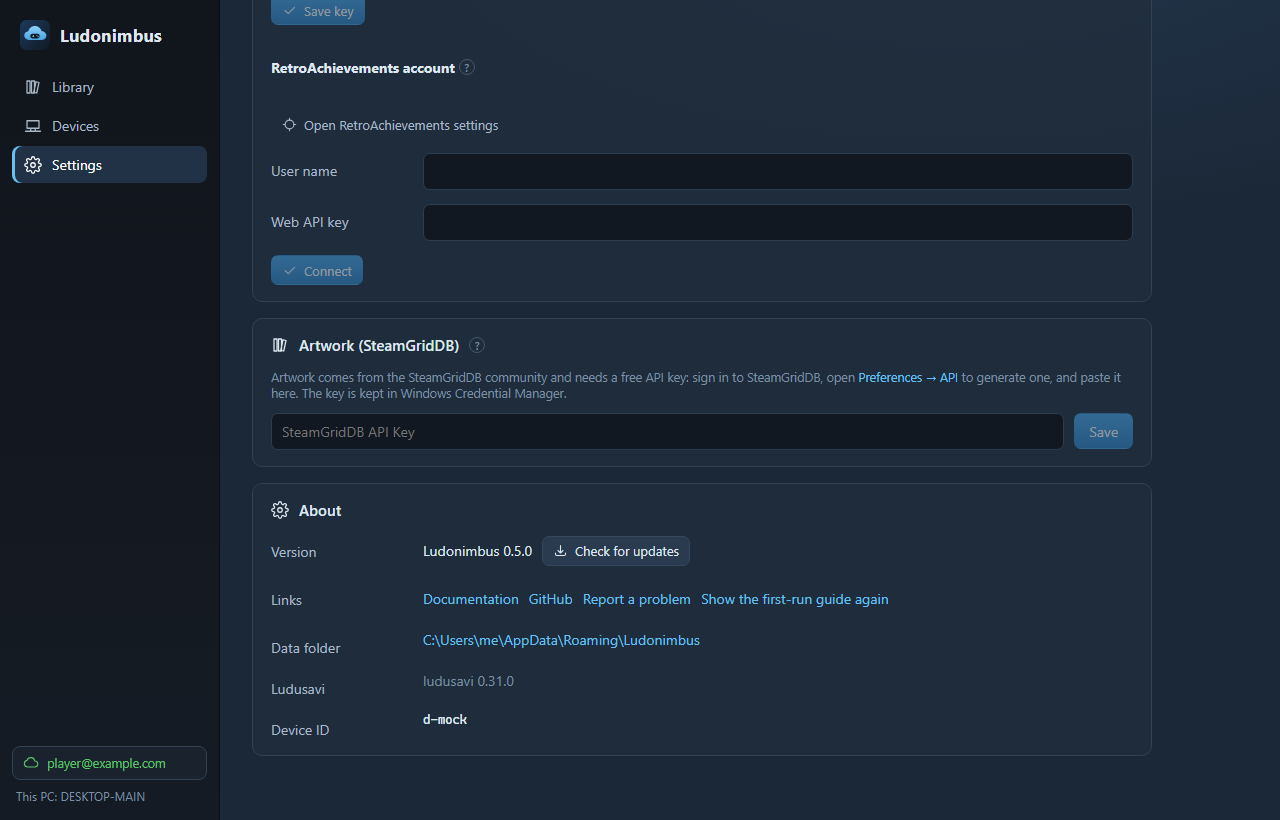 Ludonimbus
Library
Devices
Settings
player@example.com
This PC: DESKTOP-MAIN
Save key
RetroAchievements account ?
Open RetroAchievements settings
User name
Web API key
Connect
Artwork (SteamGridDB) ?
Artwork comes from the SteamGridDB community and needs a free API key: sign in to SteamGridDB, open Preferences → API to generate one, and paste it
here. The key is kept in Windows Credential Manager.
SteamGridDB API Key
Save
About
Version
Ludonimbus 0.5.0
Check for updates
Links
Documentation GitHub Report a problem Show the first-run guide again
Data folder
C:\Users\me\AppData\Roaming\Ludonimbus
Ludusavi
ludusavi 0.31.0
Device ID
d-mock